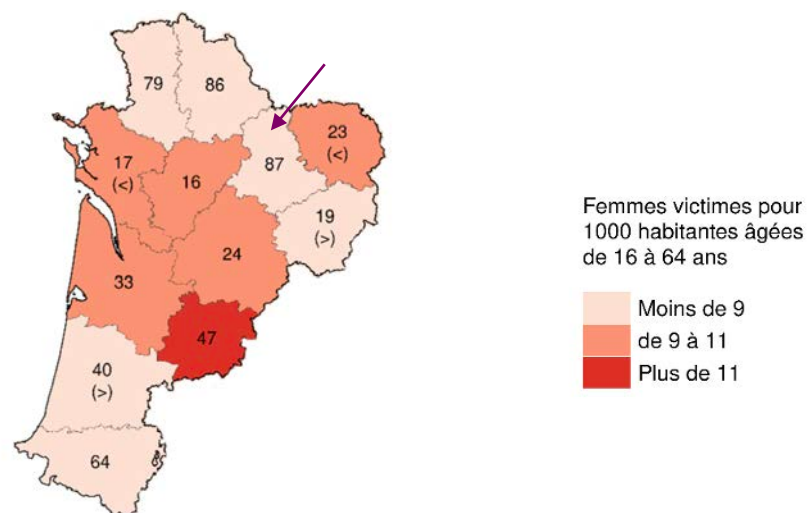 79
86
23
(<)
17
(<)
16
87
19
(>)
24
33
47
40
(>)
64
Femmes victimes pour
1000 habitantes âgées
de 16 à 64 ans
Moins de 9
de 9 à 11
Plus de 11